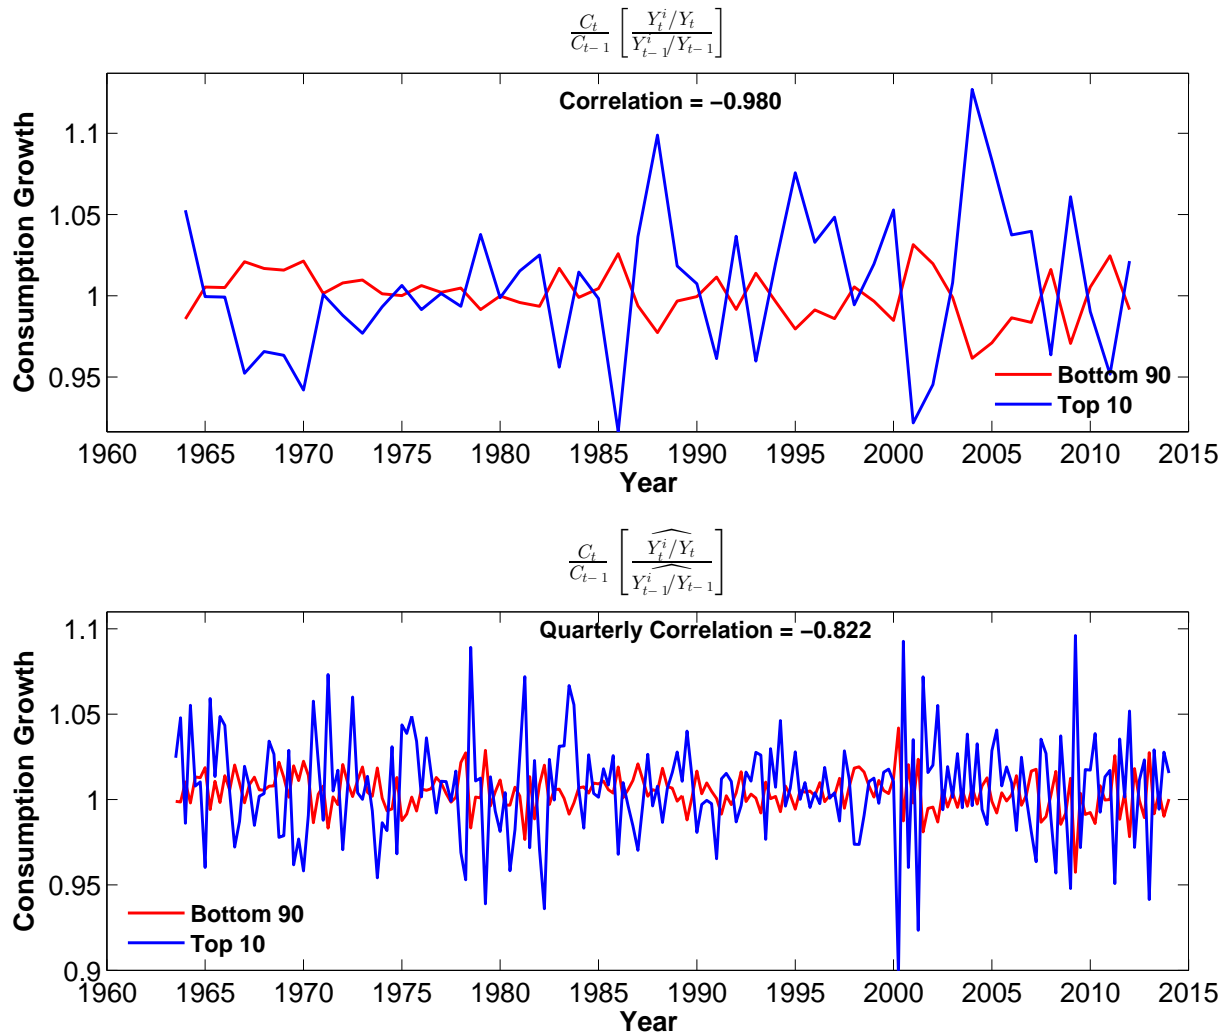 C_t / C_{t−1} [ (Y_t^i/Y_t) / (Y_{t−1}^i/Y_{t−1}) ]
Correlation = −0.980
Consumption Growth
1.1
1.05
1
0.95
Bottom 90
Top 10
1960 1965 1970 1975 1980 1985 1990 1995 2000 2005 2010 2015
Year
C_t / C_{t−1} [ \widehat{Y_t^i/Y_t} / \widehat{Y_{t−1}^i/Y_{t−1}} ]
Quarterly Correlation = −0.822
Consumption Growth
1.1
1.05
1
0.95
0.9
Bottom 90
Top 10
1960 1965 1970 1975 1980 1985 1990 1995 2000 2005 2010 2015
Year